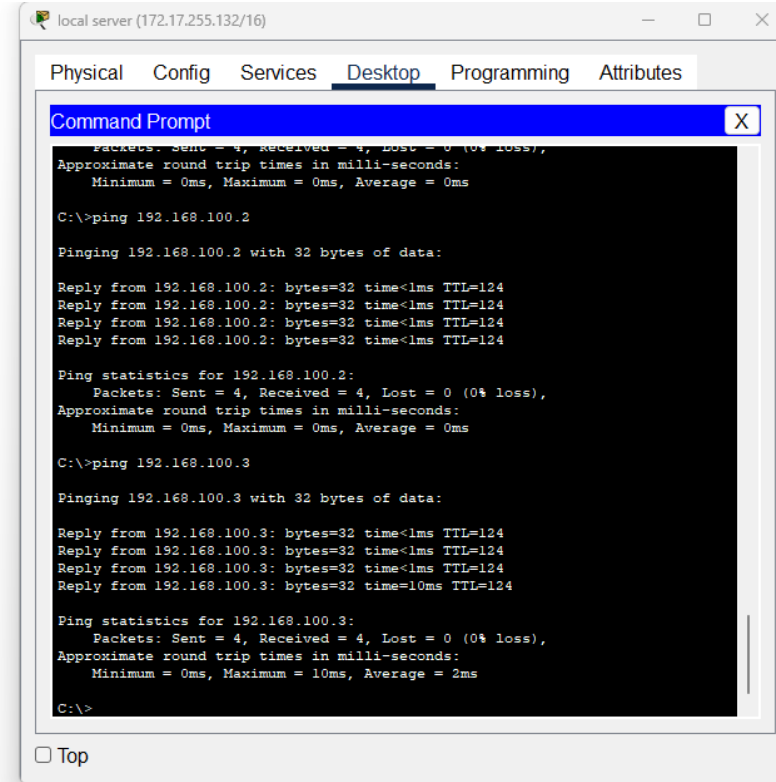 local server (172.17.255.132/16)
Physical Config Services Desktop Programming Attributes
Command Prompt
X
Packets: Sent = 4, Received = 4, Lost = 0 (0% loss),
Approximate round trip times in milli-seconds:
Minimum = 0ms, Maximum = 0ms, Average = 0ms
C:\>ping 192.168.100.2
Pinging 192.168.100.2 with 32 bytes of data:
Reply from 192.168.100.2: bytes=32 time<1ms TTL=124
Reply from 192.168.100.2: bytes=32 time<1ms TTL=124
Reply from 192.168.100.2: bytes=32 time<1ms TTL=124
Reply from 192.168.100.2: bytes=32 time<1ms TTL=124
Ping statistics for 192.168.100.2:
Packets: Sent = 4, Received = 4, Lost = 0 (0% loss),
Approximate round trip times in milli-seconds:
Minimum = 0ms, Maximum = 0ms, Average = 0ms
C:\>ping 192.168.100.3
Pinging 192.168.100.3 with 32 bytes of data:
Reply from 192.168.100.3: bytes=32 time<1ms TTL=124
Reply from 192.168.100.3: bytes=32 time<1ms TTL=124
Reply from 192.168.100.3: bytes=32 time<1ms TTL=124
Reply from 192.168.100.3: bytes=32 time=10ms TTL=124
Ping statistics for 192.168.100.3:
Packets: Sent = 4, Received = 4, Lost = 0 (0% loss),
Approximate round trip times in milli-seconds:
Minimum = 0ms, Maximum = 10ms, Average = 2ms
C:\>
Top